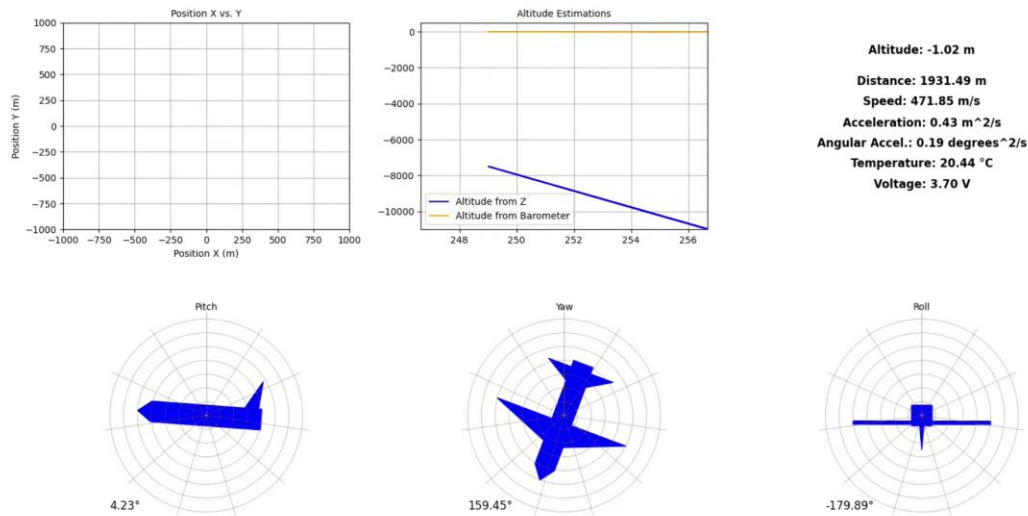 Position X vs. Y
1000
750
500
250
0
−250
−500
−750
−1000
Position Y (m)
−1000 −750 −500 −250 0 250 500 750 1000
Position X (m)
Altitude Estimations
0
−2000
−4000
−6000
−8000
−10000
Altitude from Z
Altitude from Barometer
248 250 252 254 256
Altitude: -1.02 m
Distance: 1931.49 m
Speed: 471.85 m/s
Acceleration: 0.43 m^2/s
Angular Accel.: 0.19 degrees^2/s
Temperature: 20.44 °C
Voltage: 3.70 V
Pitch
4.23°
Yaw
159.45°
Roll
-179.89°